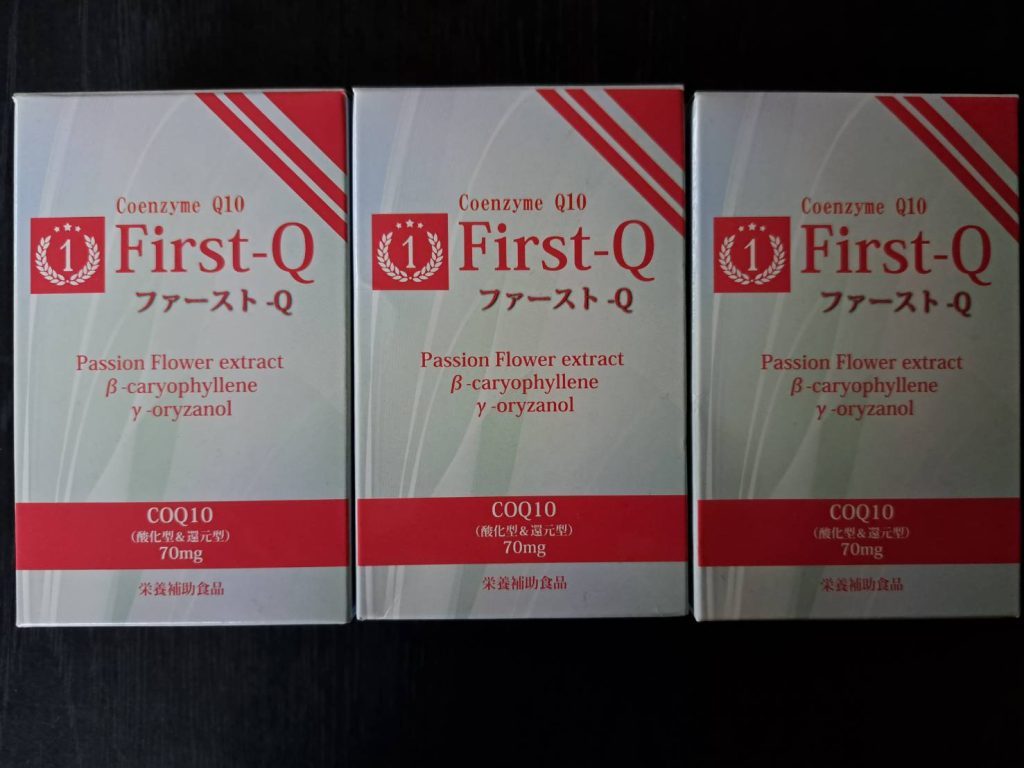 Coenzyme Q10
1 First-Q
ファースト-Q
Passion Flower extract
β-caryophyllene
γ-oryzanol
COQ10
(酸化型&還元型)
70mg
栄養補助食品
Coenzyme Q10
1 First-Q
ファースト-Q
Passion Flower extract
β-caryophyllene
γ-oryzanol
COQ10
(酸化型&還元型)
70mg
栄養補助食品
Coenzyme Q10
1 First-Q
ファースト-Q
Passion Flower extract
β-caryophyllene
γ-oryzanol
COQ10
(酸化型&還元型)
70mg
栄養補助食品